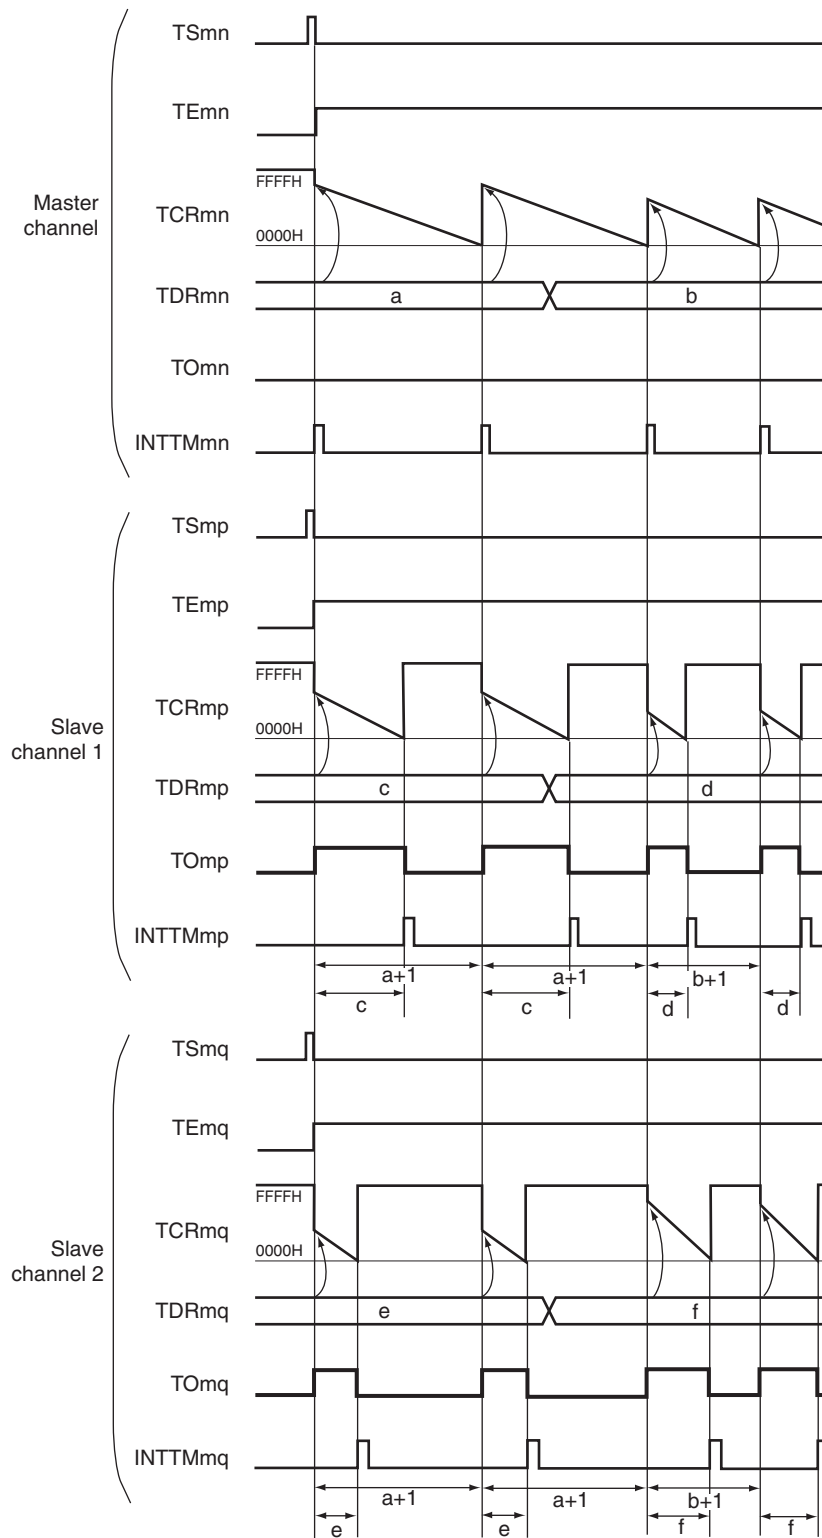 TSmn
TEmn
Master
channel
FFFFH
TCRmn
0000H
TDRmn
a
b
TOmn
INTTMmn
TSmp
TEmp
FFFFH
TCRmp
Slave
channel 1
0000H
TDRmp
c
d
TOmp
INTTMmp
a+1
a+1
b+1
c
c
d
d
TSmq
TEmq
FFFFH
TCRmq
Slave
channel 2
0000H
TDRmq
e
f
TOmq
INTTMmq
a+1
a+1
b+1
e
e
f
f